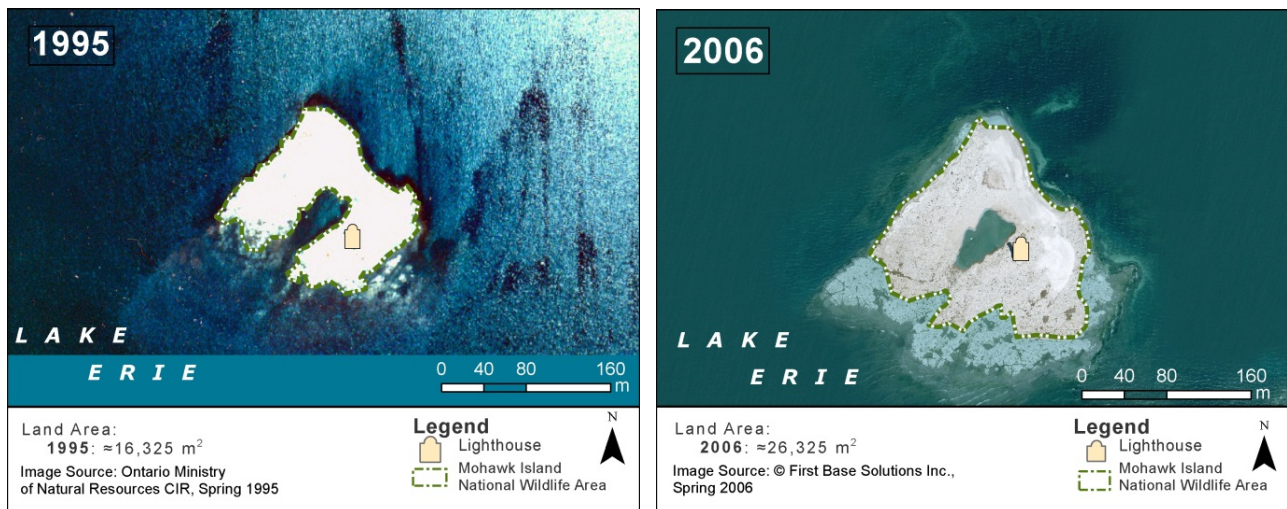 1995
LAKE
ERIE
0 40 80 160
m
Land Area:
1995: ≈16,325 m²
Image Source: Ontario Ministry
of Natural Resources CIR, Spring 1995
Legend
Lighthouse
Mohawk Island
National Wildlife Area
N
2006
LAKE
ERIE
0 40 80 160
m
Land Area:
2006: ≈26,325 m²
Image Source: © First Base Solutions Inc.,
Spring 2006
Legend
Lighthouse
Mohawk Island
National Wildlife Area
N